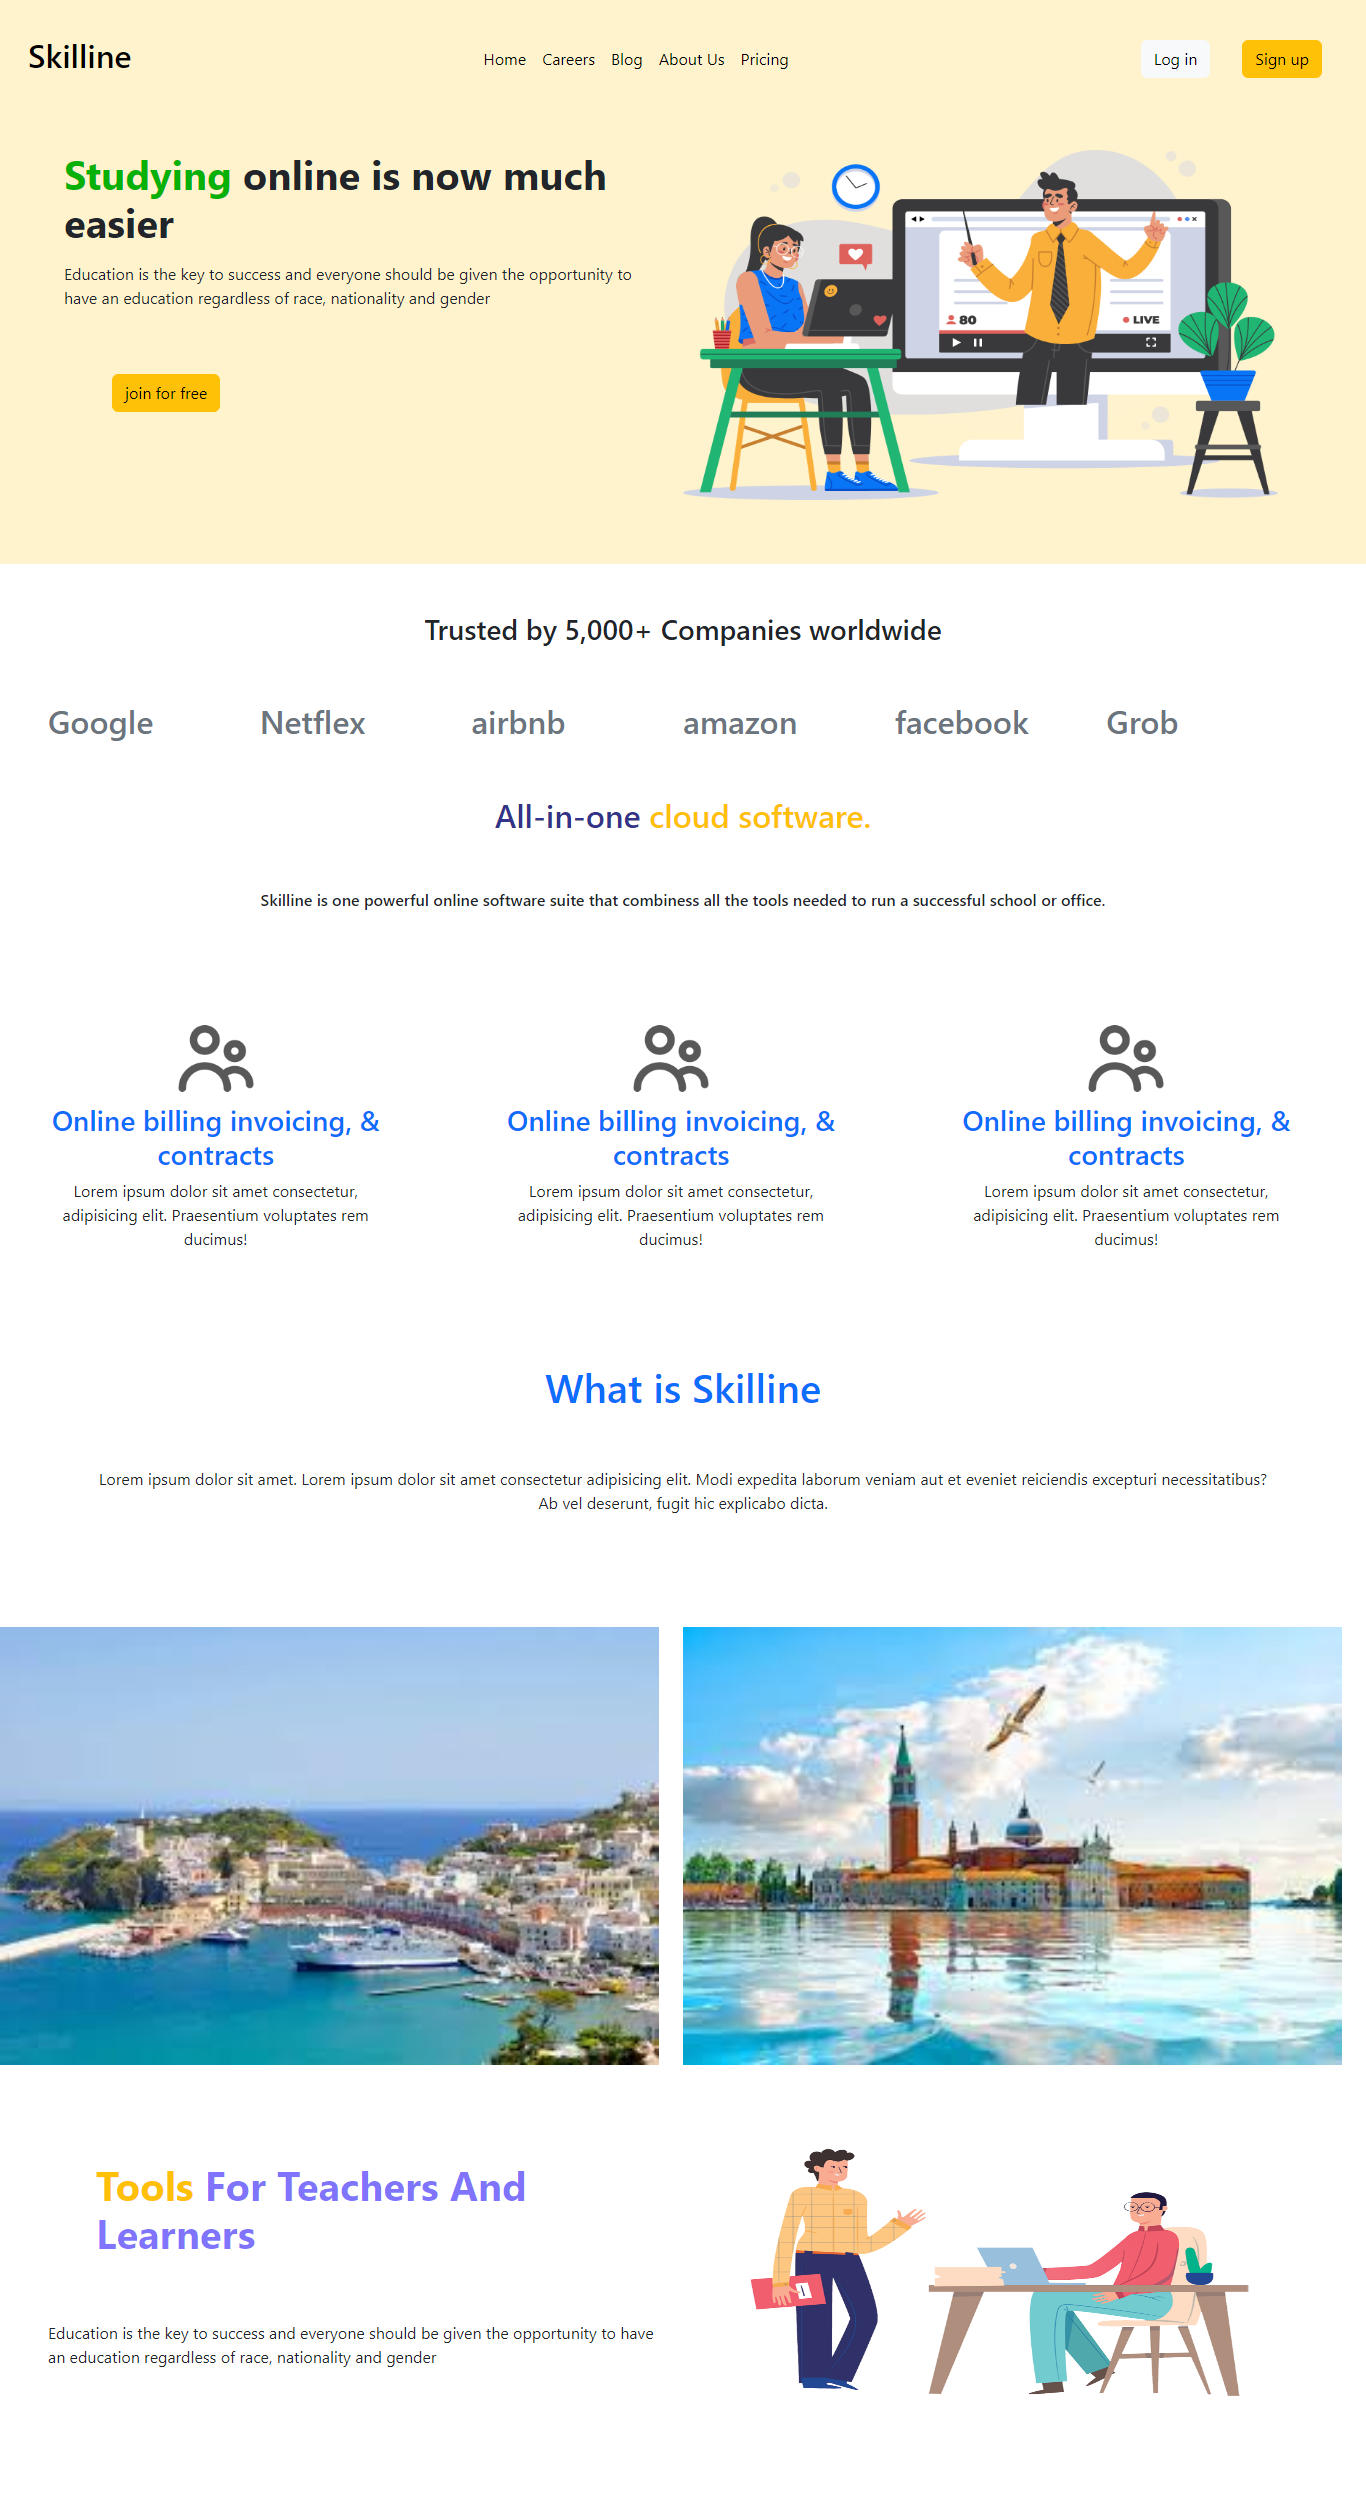 Skilline
Home Careers Blog About Us Pricing
Log in
Sign up
Studying online is now much
easier
Education is the key to success and everyone should be given the opportunity to
have an education regardless of race, nationality and gender
join for free
80
LIVE
Trusted by 5,000+ Companies worldwide
Google Netflex airbnb amazon facebook Grob
All-in-one cloud software.
Skilline is one powerful online software suite that combiness all the tools needed to run a successful school or office.
Online billing invoicing, &
contracts
Lorem ipsum dolor sit amet consectetur,
adipisicing elit. Praesentium voluptates rem
ducimus!
Online billing invoicing, &
contracts
Lorem ipsum dolor sit amet consectetur,
adipisicing elit. Praesentium voluptates rem
ducimus!
Online billing invoicing, &
contracts
Lorem ipsum dolor sit amet consectetur,
adipisicing elit. Praesentium voluptates rem
ducimus!
What is Skilline
Lorem ipsum dolor sit amet. Lorem ipsum dolor sit amet consectetur adipisicing elit. Modi expedita laborum veniam aut et eveniet reiciendis excepturi necessitatibus?
Ab vel deserunt, fugit hic explicabo dicta.
Tools For Teachers And
Learners
Education is the key to success and everyone should be given the opportunity to have
an education regardless of race, nationality and gender